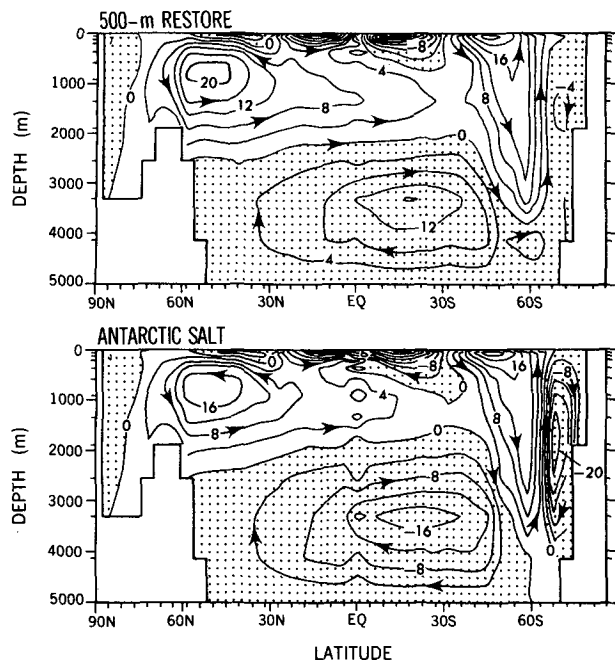 500-m RESTORE
0
1000
2000
3000
4000
5000
DEPTH (m)
90N 60N 30N EQ 30S 60S
0 -8 16
0 20 4 -4
12 8 8
0
12
4
ANTARCTIC SALT
0
1000
2000
3000
4000
5000
DEPTH (m)
90N 60N 30N EQ 30S 60S
0 -8 16 -8
4 0
16 8
0 8
0 -20
-8
-16
-8 0
LATITUDE